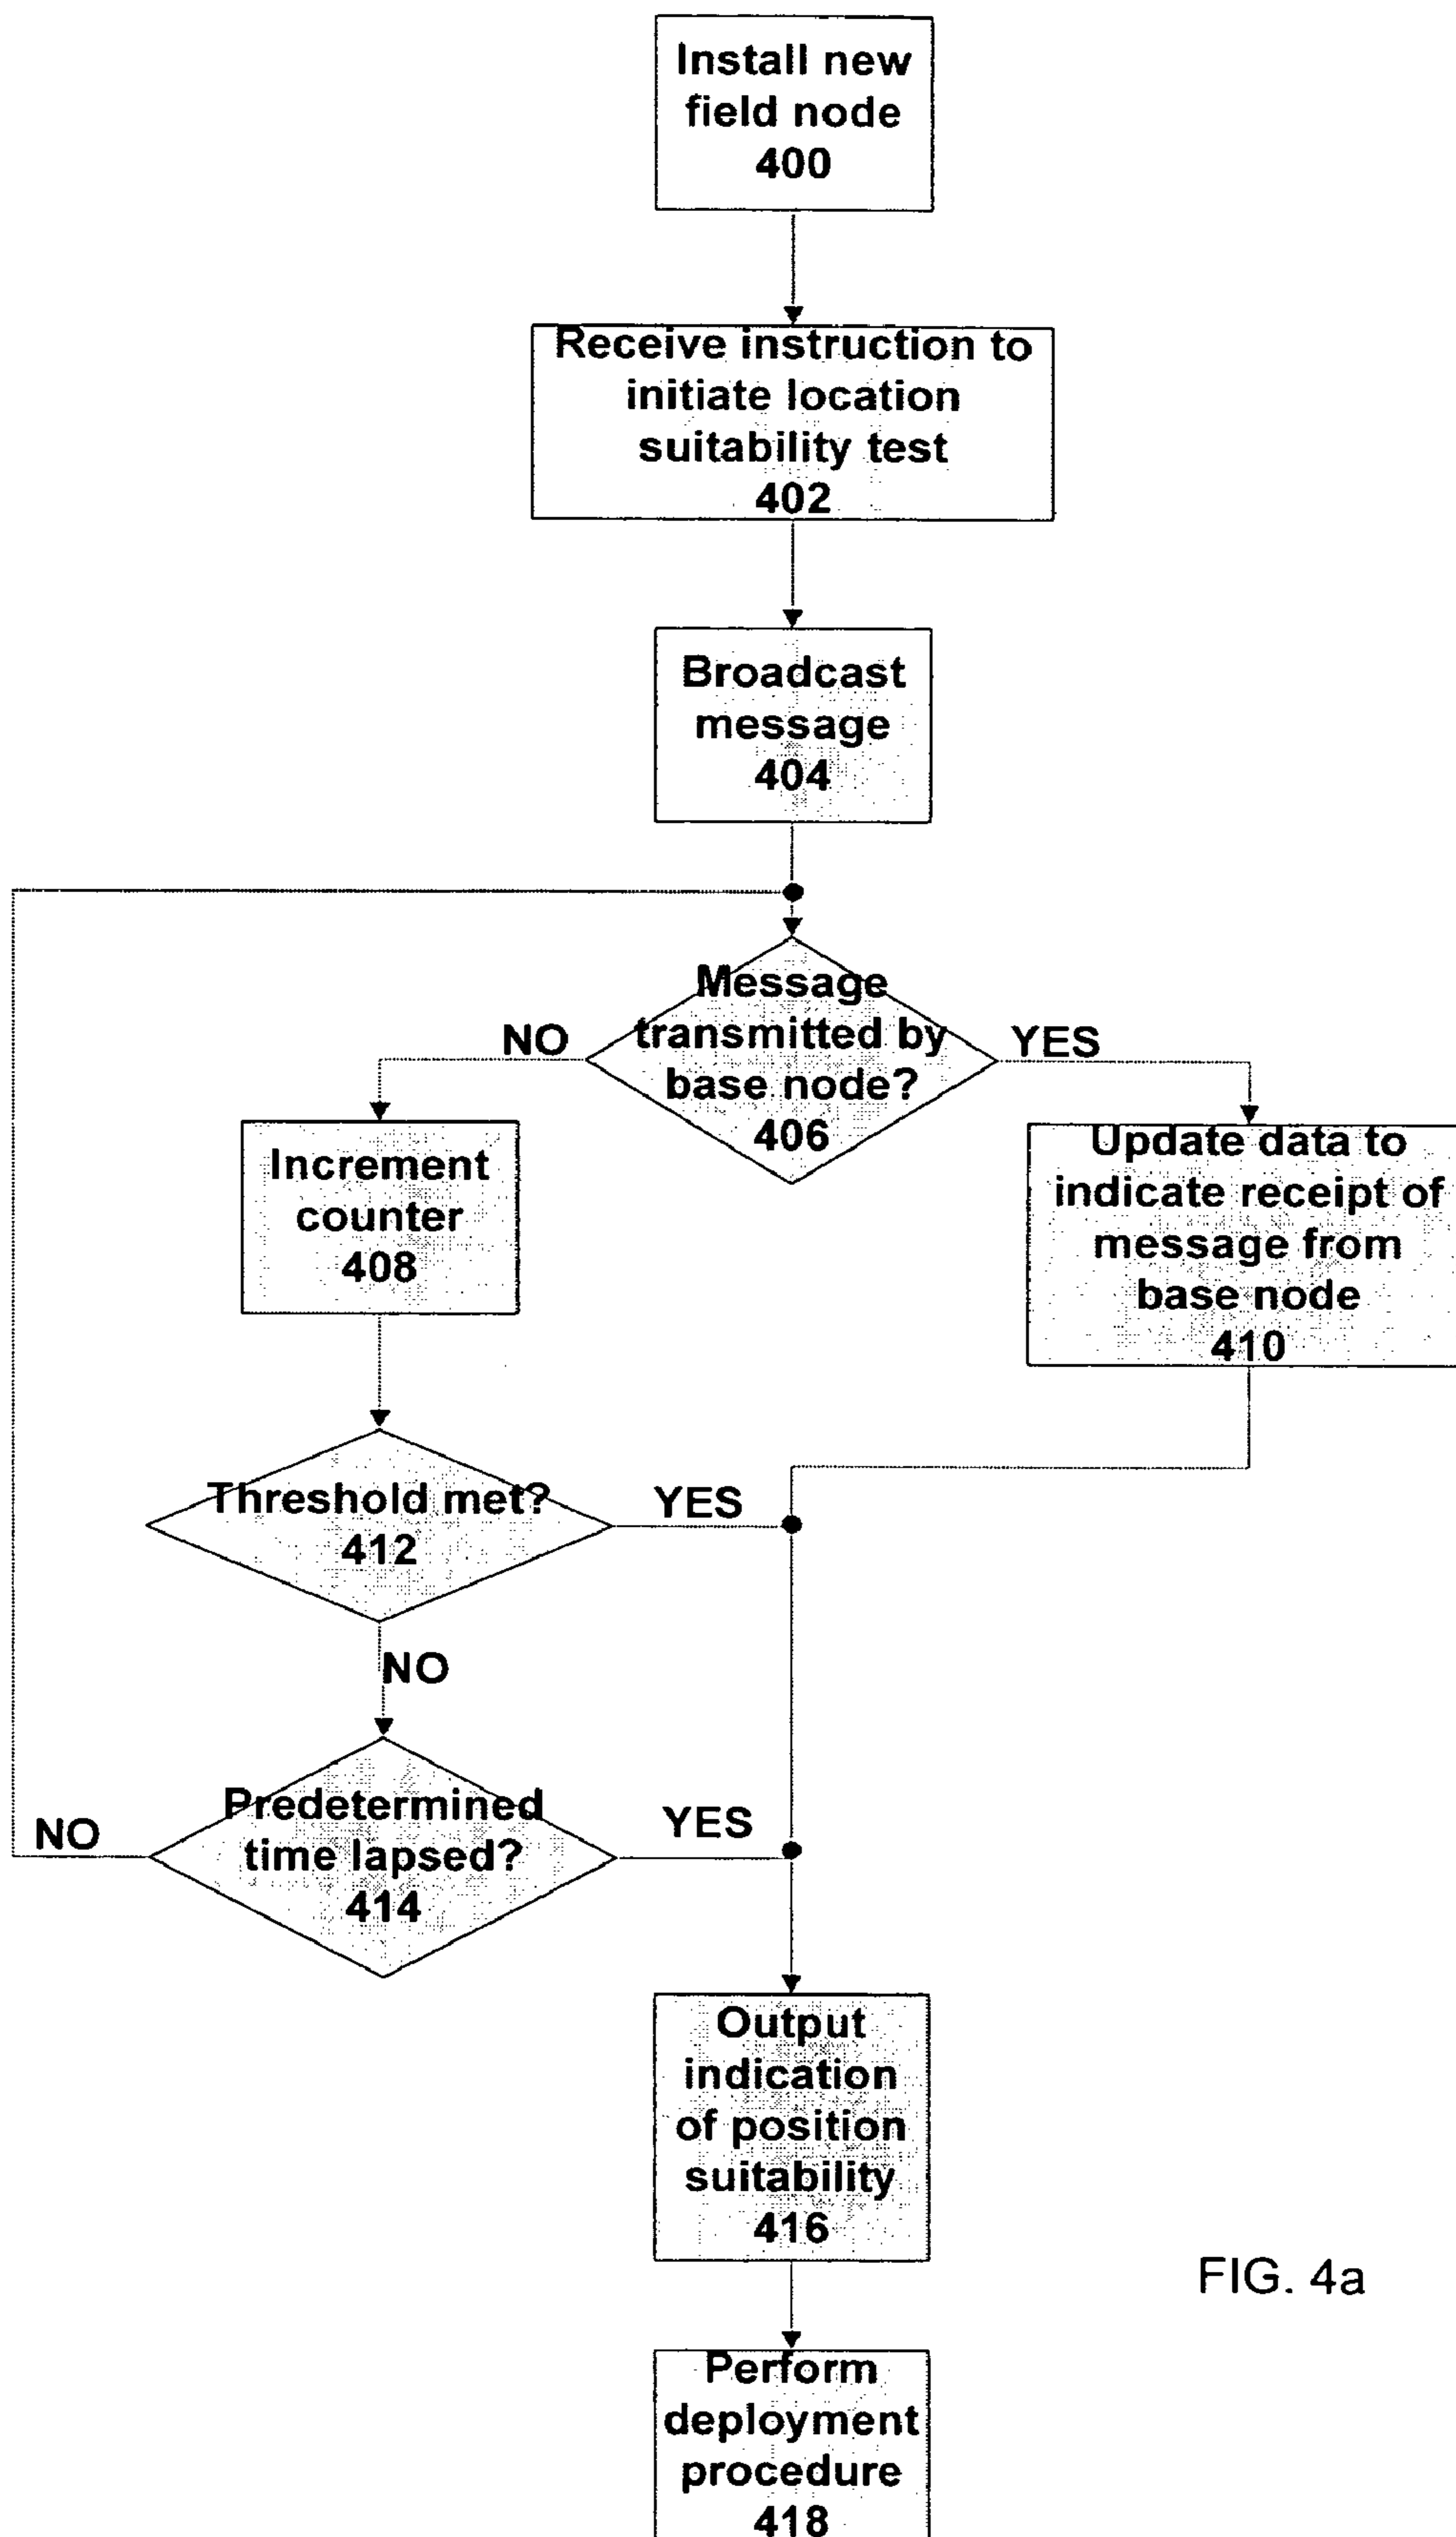 Install new
field node
400
Receive instruction to
initiate location
suitability test
402
Broadcast
message
404
Message
transmitted by
base node?
406
NO
YES
Increment
counter
408
Update data to
indicate receipt of
message from
base node
410
Threshold met?
412
YES
NO
Predetermined
time lapsed?
414
NO
YES
Output
indication
of position
suitability
416
FIG. 4a
Perform
deployment
procedure
418